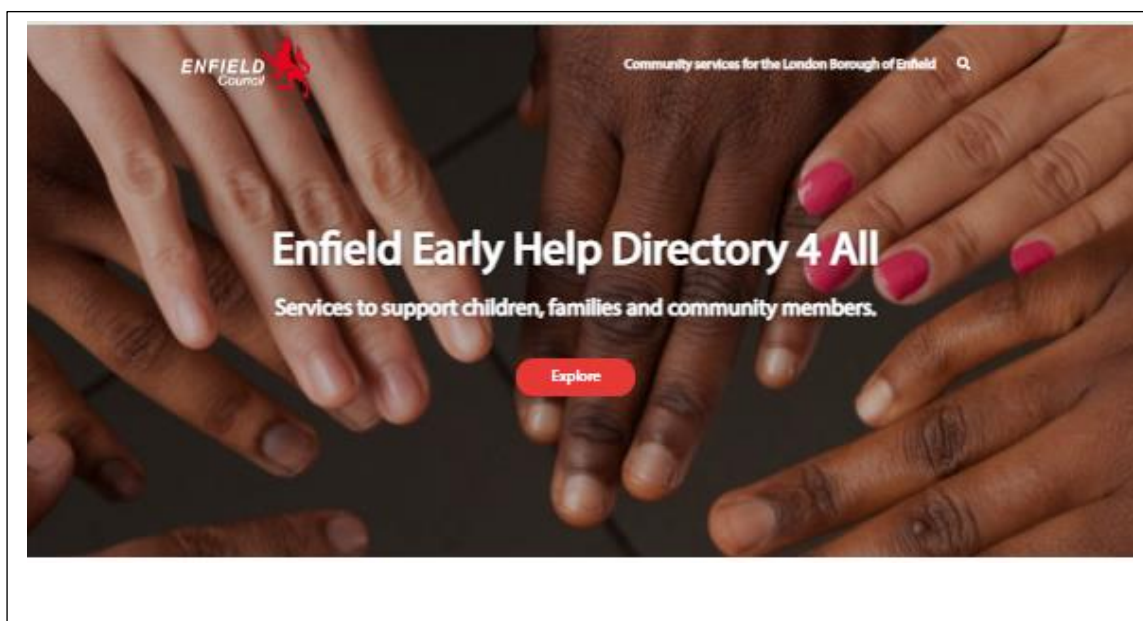 ENFIELD
Council
Community services for the London Borough of Enfield
Enfield Early Help Directory 4 All
Services to support children, families and community members.
Explore